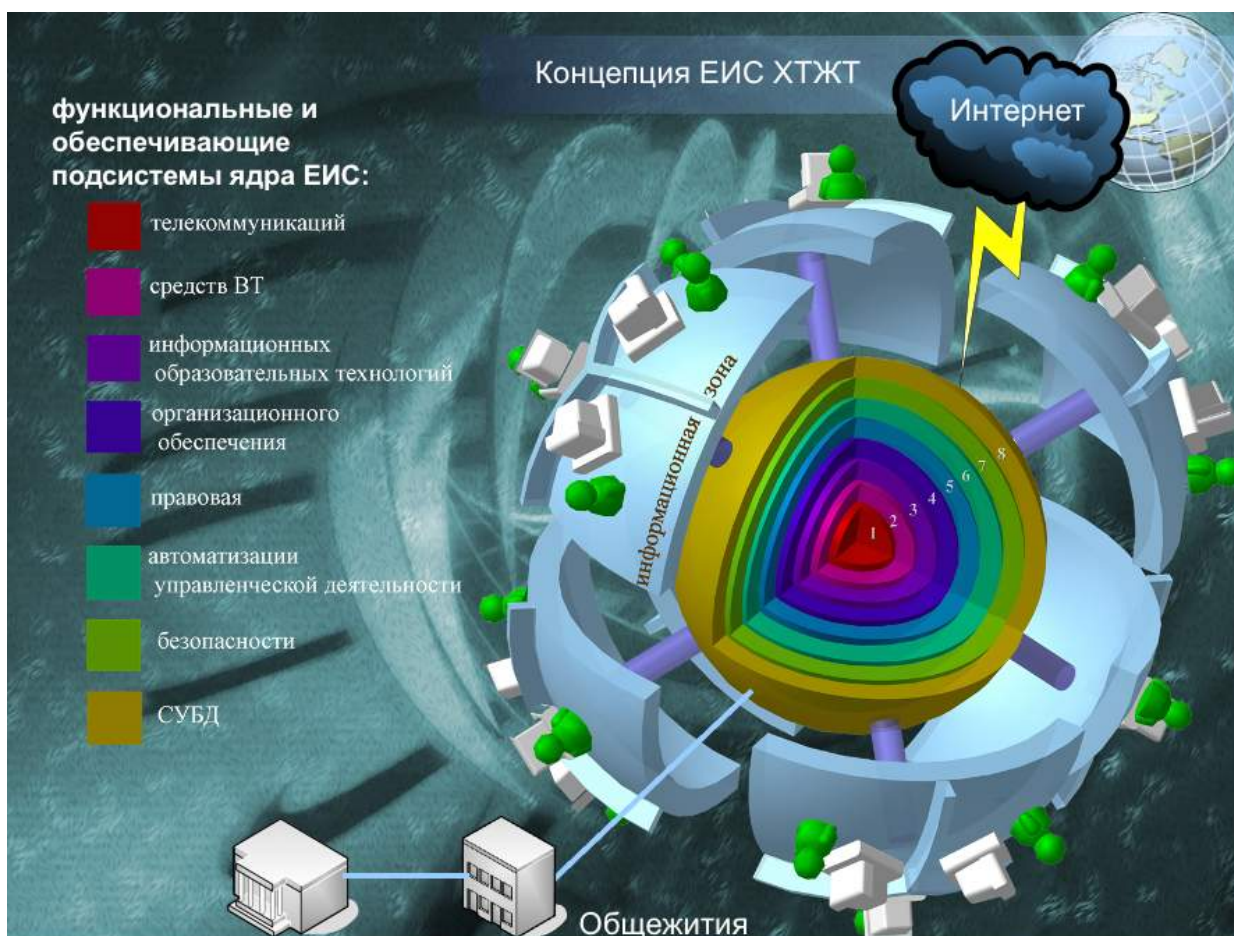 Концепция ЕИС ХТЖТ
Интернет
функциональные и
обеспечивающие
подсистемы ядра ЕИС:
телекоммуникаций
средств ВТ
информационных
образовательных технологий
организационного
обеспечения
правовая
автоматизации
управленческой деятельности
безопасности
СУБД
информационная зона
1 2 3 4 5 6 7 8
Общежития